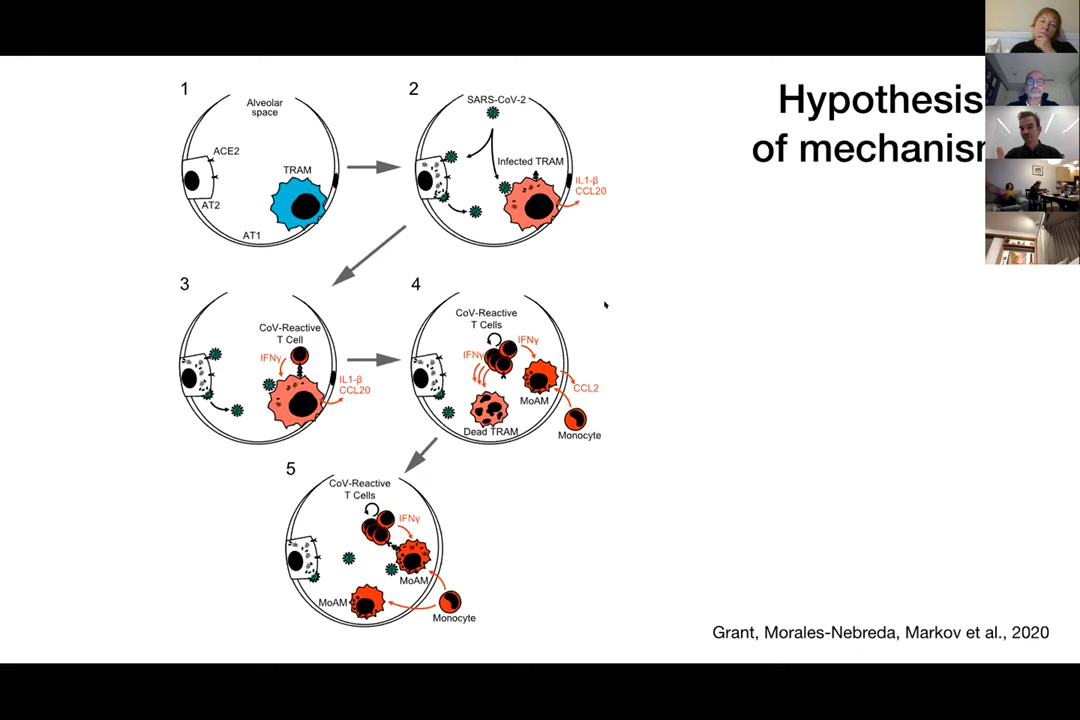 Hypothesis
of mechanism
1
Alveolar
space
ACE2
TRAM
AT2
AT1
2
SARS-CoV-2
Infected TRAM
IL1-β
CCL20
3
CoV-Reactive
T Cell
IFNγ
IL1-β
CCL20
4
CoV-Reactive
T Cells
IFNγ
IFNγ
CCL2
MoAM
Dead TRAM
Monocyte
5
CoV-Reactive
T Cells
IFNγ
MoAM
MoAM
Monocyte
Grant, Morales-Nebreda, Markov et al., 2020